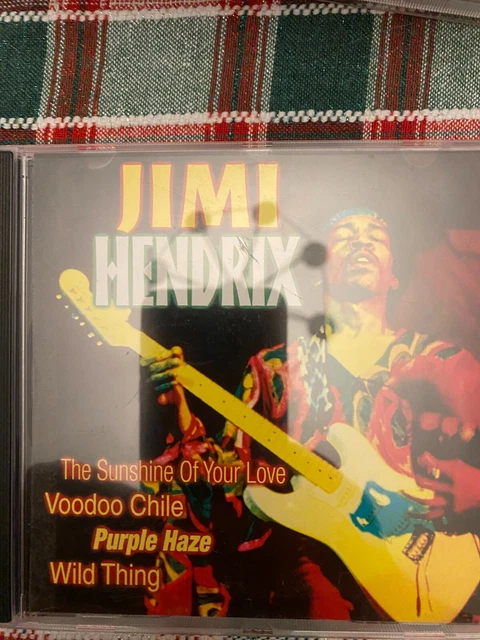 JIMI
HENDRIX
The Sunshine Of Your Love
Voodoo Chile
Purple Haze
Wild Thing